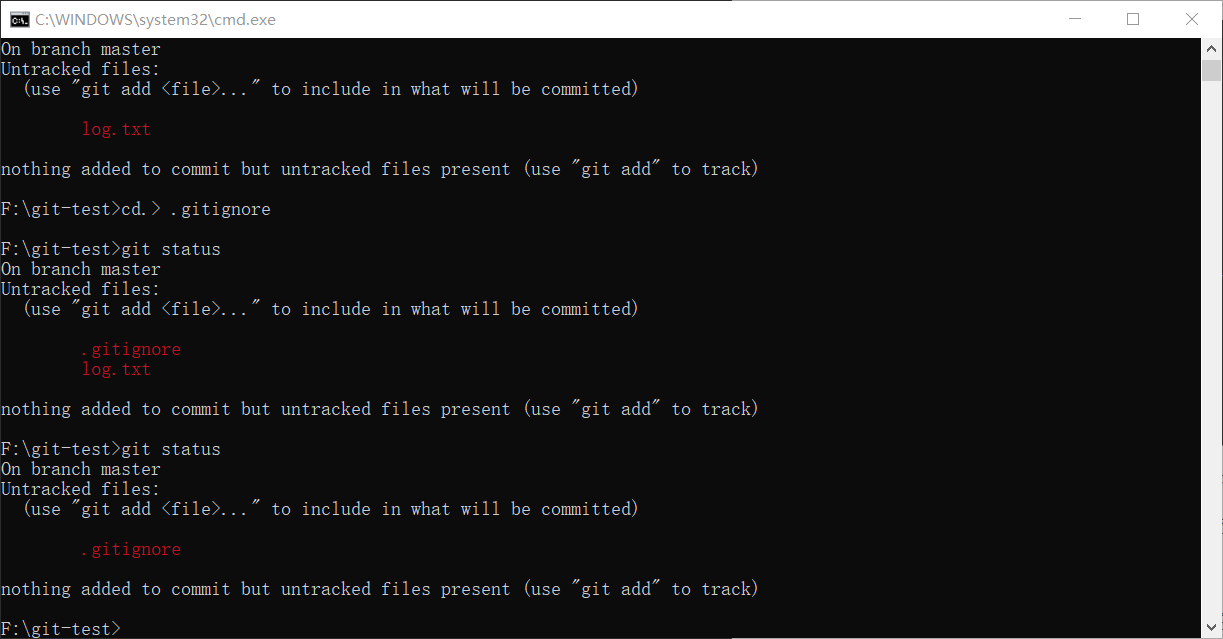 C:\WINDOWS\system32\cmd.exe
On branch master
Untracked files:
(use "git add <file>..." to include in what will be committed)
log.txt
nothing added to commit but untracked files present (use "git add" to track)
F:\git-test>cd.> .gitignore
F:\git-test>git status
On branch master
Untracked files:
(use "git add <file>..." to include in what will be committed)
.gitignore
log.txt
nothing added to commit but untracked files present (use "git add" to track)
F:\git-test>git status
On branch master
Untracked files:
(use "git add <file>..." to include in what will be committed)
.gitignore
nothing added to commit but untracked files present (use "git add" to track)
F:\git-test>